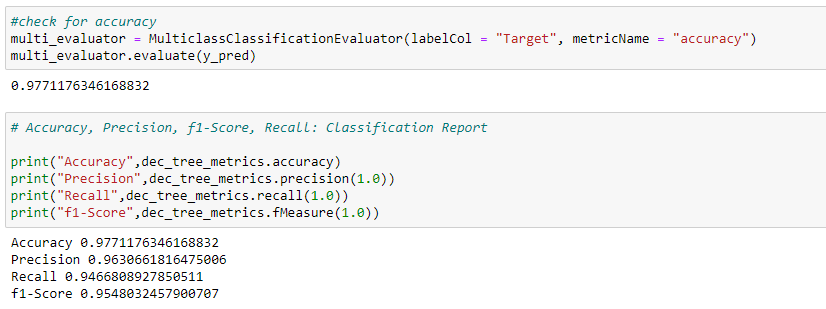 #check for accuracy
multi_evaluator = MulticlassClassificationEvaluator(labelCol = "Target", metricName = "accuracy")
multi_evaluator.evaluate(y_pred)
0.9771176346168832
# Accuracy, Precision, f1-Score, Recall: Classification Report
print("Accuracy",dec_tree_metrics.accuracy)
print("Precision",dec_tree_metrics.precision(1.0))
print("Recall",dec_tree_metrics.recall(1.0))
print("f1-Score",dec_tree_metrics.fMeasure(1.0))
Accuracy 0.9771176346168832
Precision 0.9630661816475006
Recall 0.9466808927850511
f1-Score 0.9548032457900707